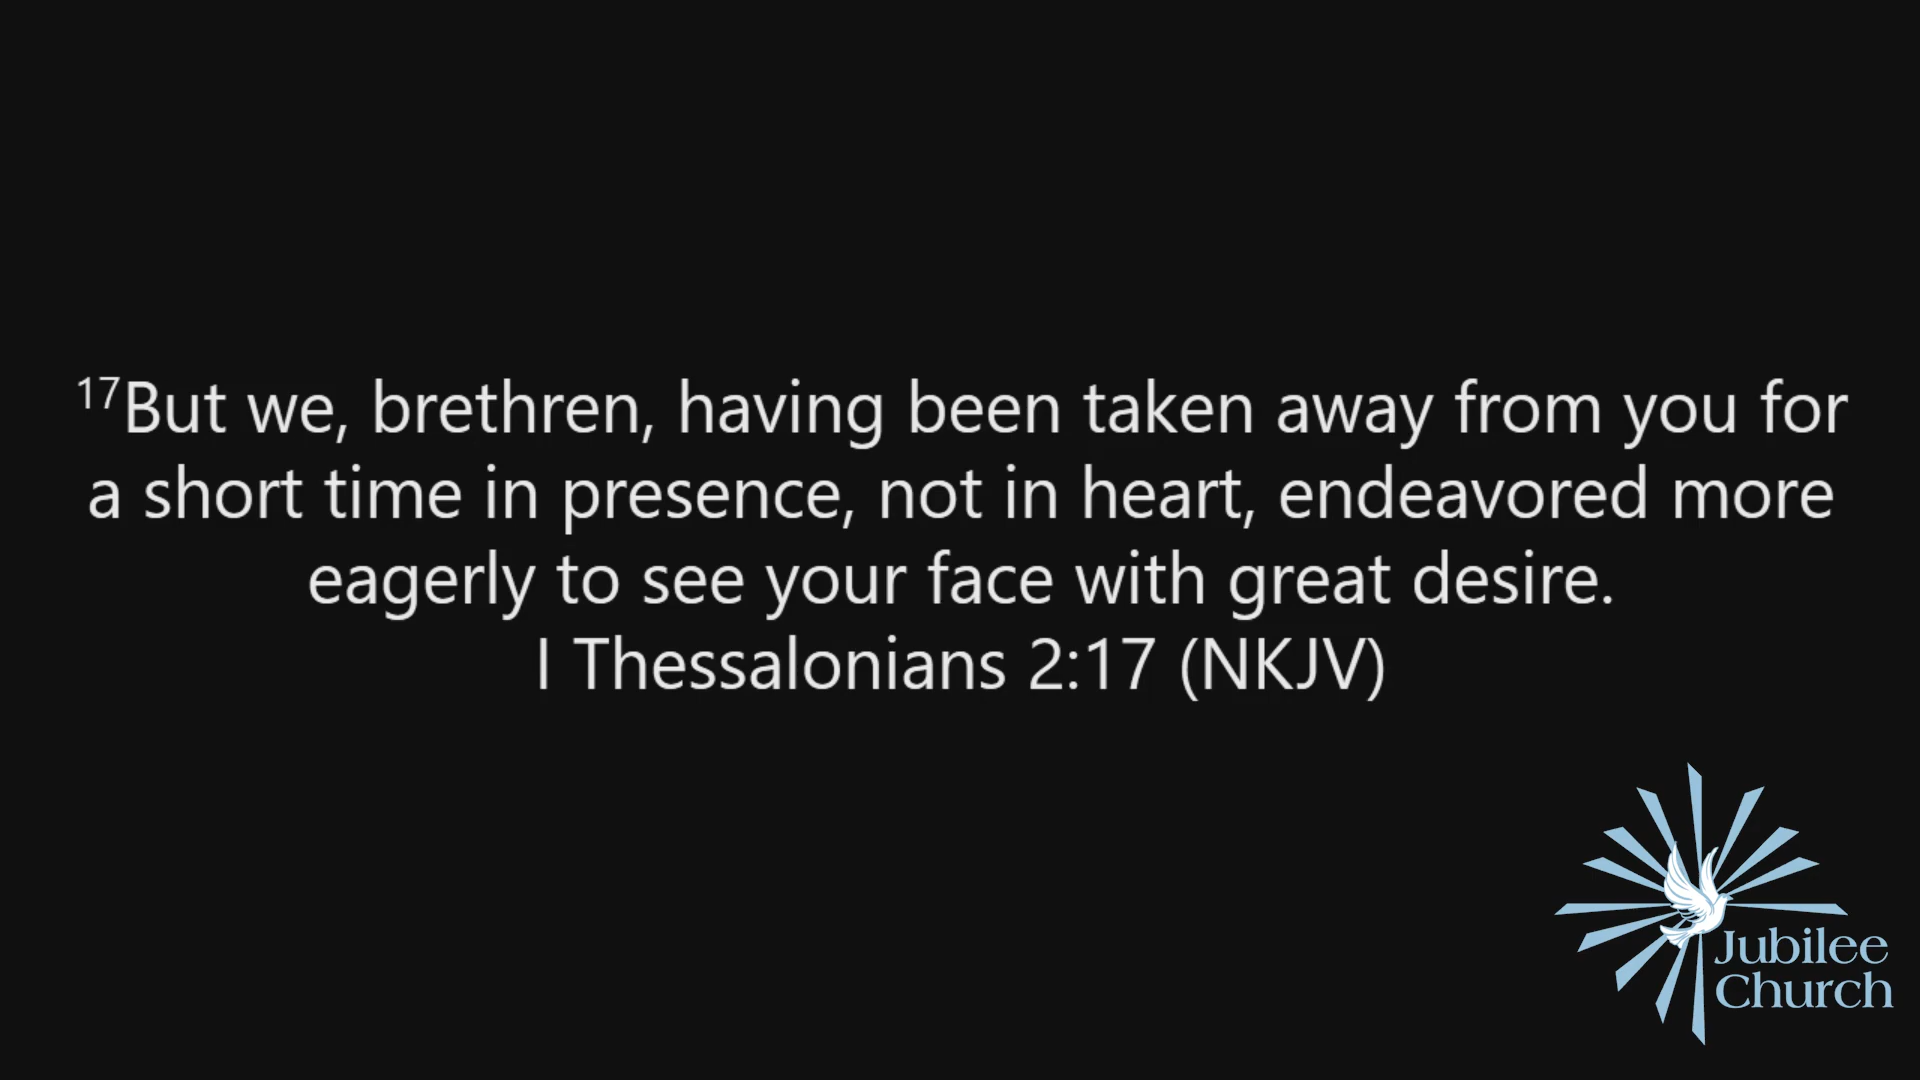 17But we, brethren, having been taken away from you for
a short time in presence, not in heart, endeavored more
eagerly to see your face with great desire.
I Thessalonians 2:17 (NKJV)
Jubilee
Church